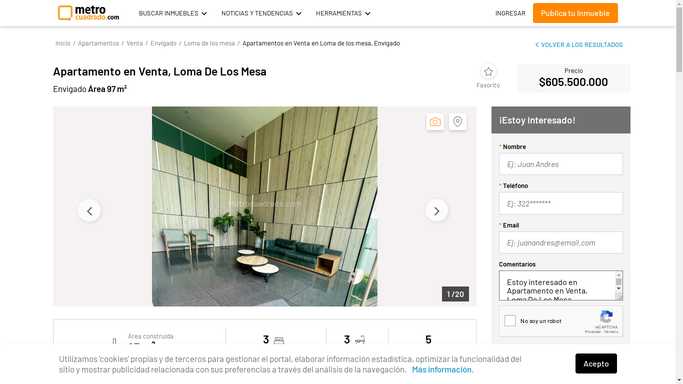 metro
cuadrado.com
BUSCAR INMUEBLES
NOTICIAS Y TENDENCIAS
HERRAMIENTAS
INGRESAR
Publica tu Inmueble
Inicio / Apartamentos / Venta / Envigado / Loma de los mesa / Apartamentos en Venta en Loma de los mesa, Envigado
VOLVER A LOS RESULTADOS
Apartamento en Venta, Loma De Los Mesa
Envigado Área 97 m²
Favorito
Precio
$605.500.000
metrocuadrado.com
1 / 20
¡Estoy Interesado!
* Nombre
Ej: Juan Andres
* Teléfono
Ej: 322*******
* Email
Ej: juanandres@email.com
Comentarios
Estoy interesado en
Apartamento en Venta,
Loma De Los Mesa
No soy un robot
reCAPTCHA
Privacidad - Términos
Área construida
3
3
5
Utilizamos 'cookies' propias y de terceros para gestionar el portal, elaborar información estadística, optimizar la funcionalidad del
sitio y mostrar publicidad relacionada con sus preferencias a través del análisis de la navegación. Más información.
Acepto